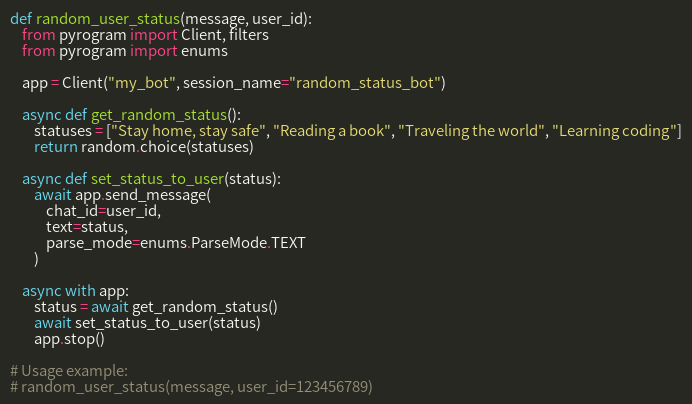 def random_user_status(message, user_id):
from pyrogram import Client, filters
from pyrogram import enums
app = Client("my_bot", session_name="random_status_bot")
async def get_random_status():
statuses = ["Stay home, stay safe", "Reading a book", "Traveling the world", "Learning coding"]
return random.choice(statuses)
async def set_status_to_user(status):
await app.send_message(
chat_id=user_id,
text=status,
parse_mode=enums.ParseMode.TEXT
)
async with app:
status = await get_random_status()
await set_status_to_user(status)
app.stop()
# Usage example:
# random_user_status(message, user_id=123456789)